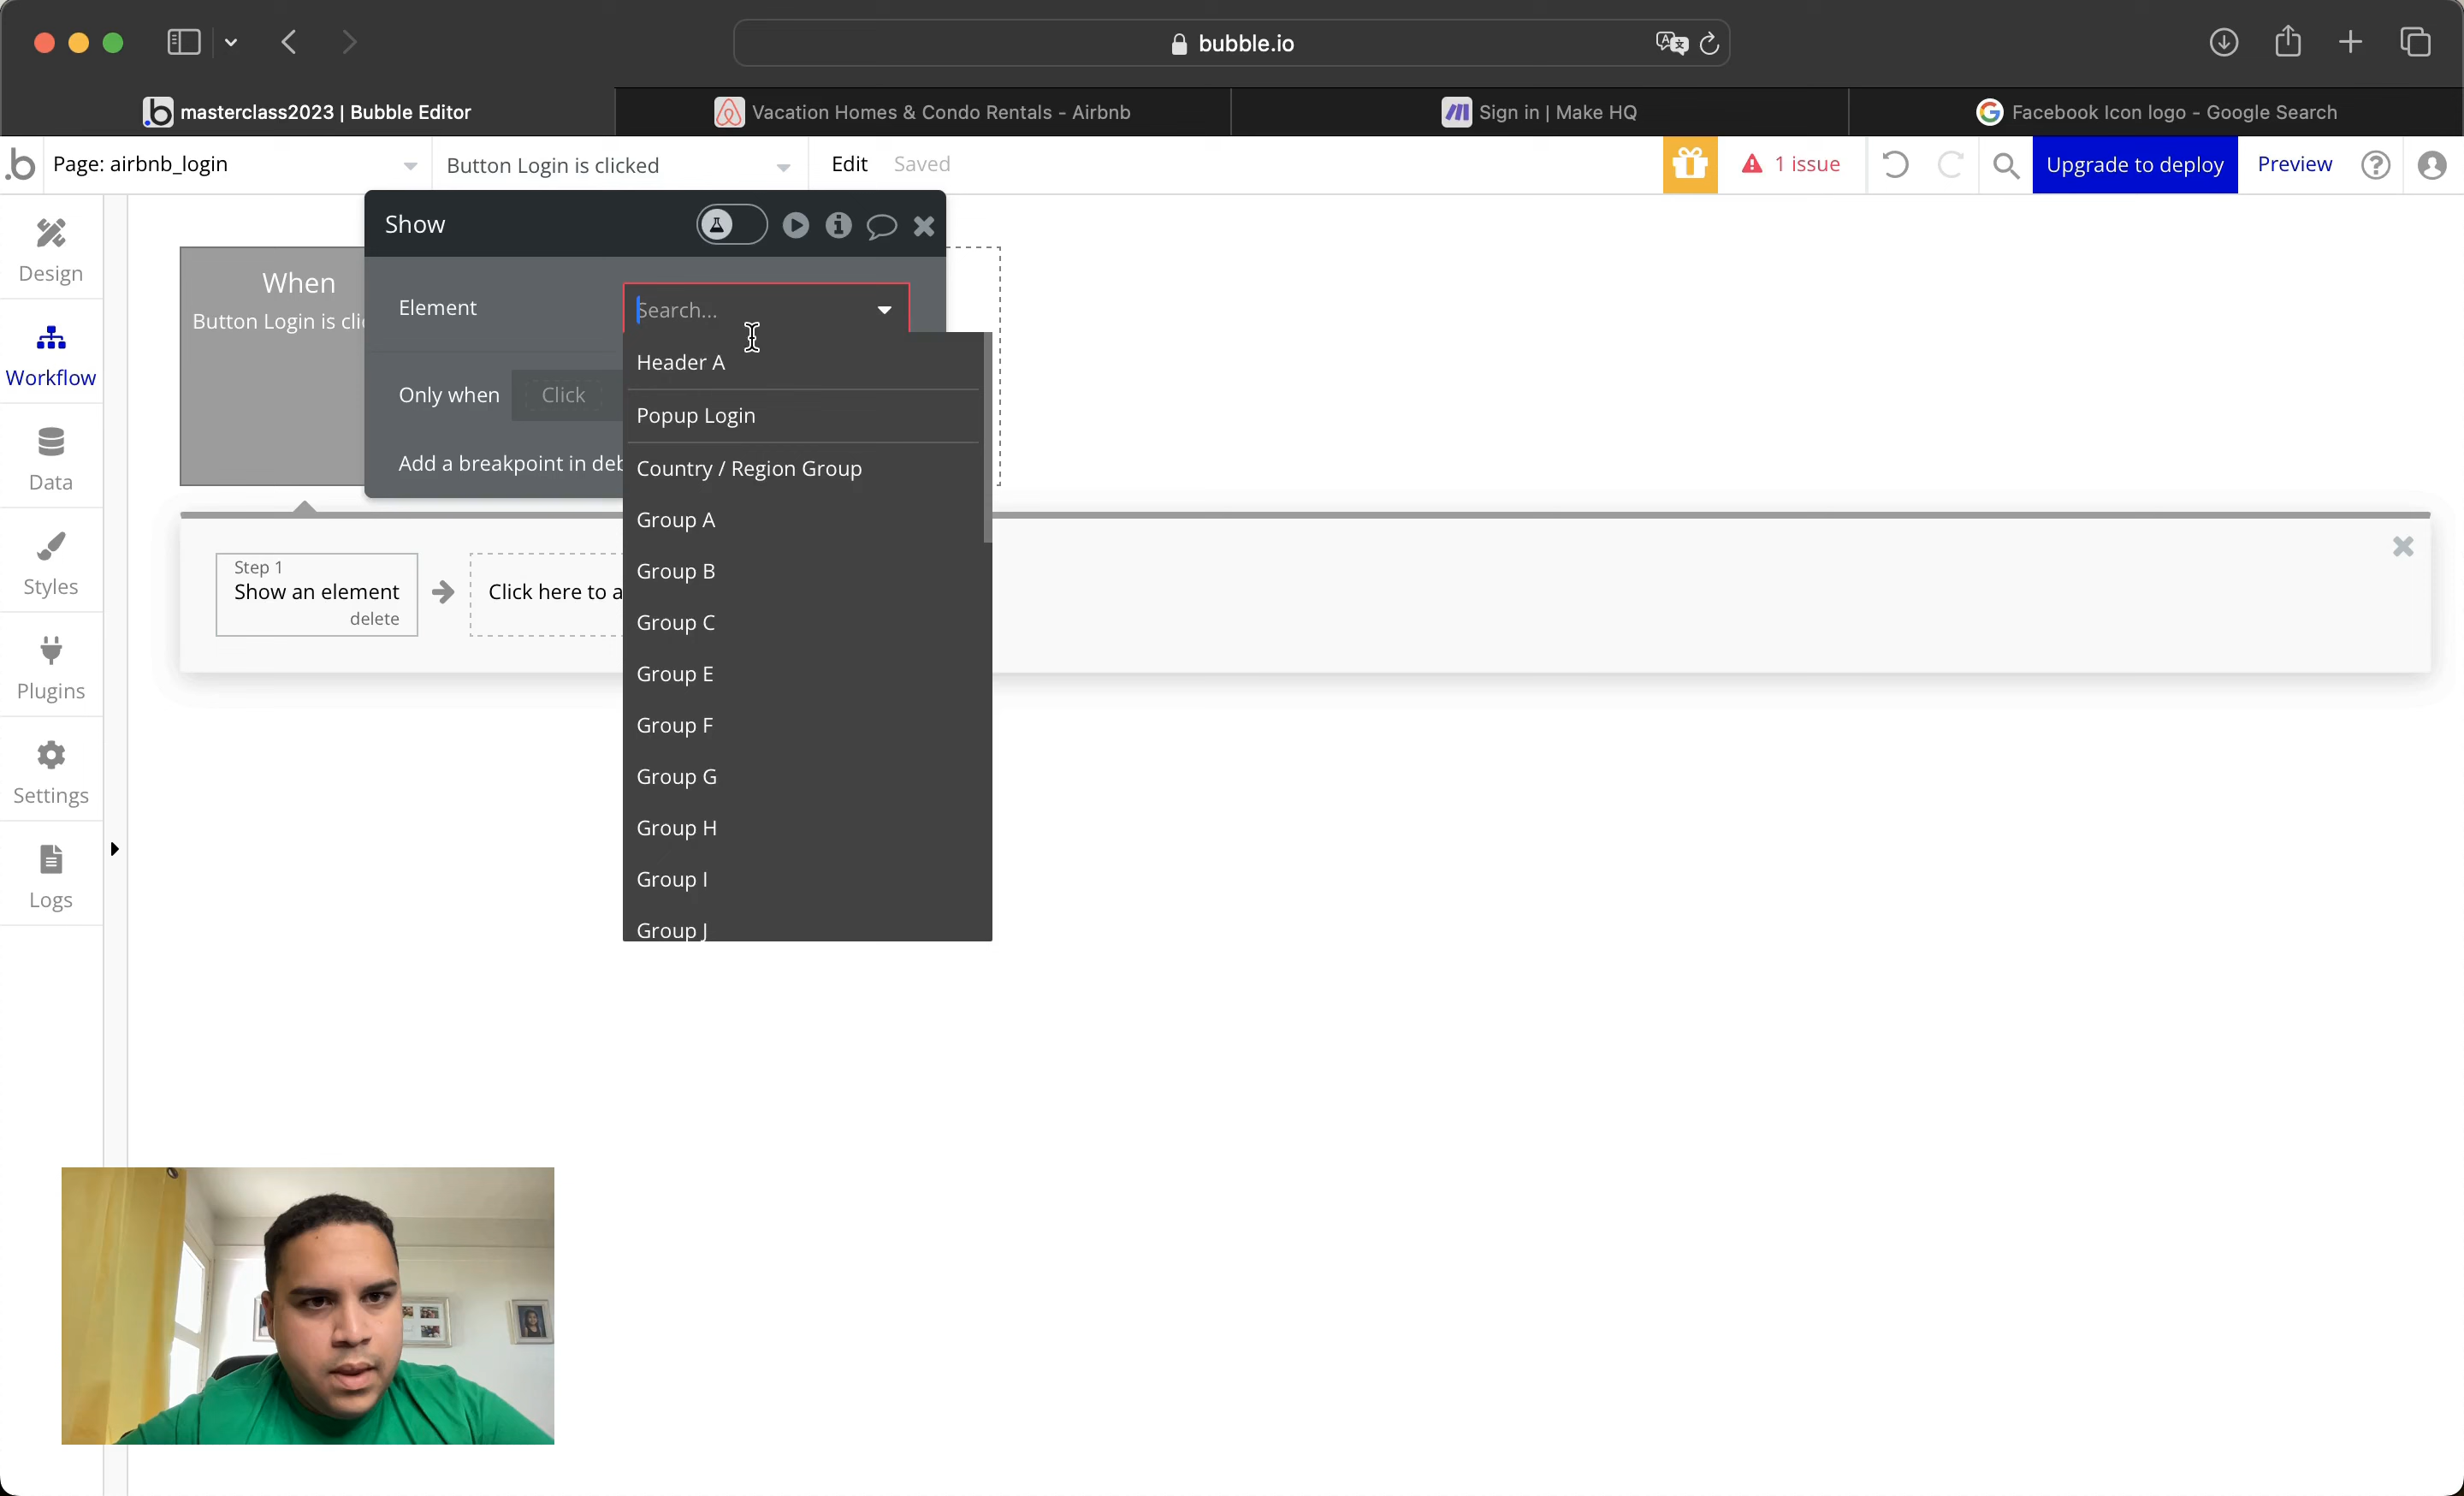 bubble.io
masterclass2023 | Bubble Editor
Vacation Homes & Condo Rentals - Airbnb
Sign in | Make HQ
Facebook Icon logo - Google Search
Page: airbnb_login
Button Login is clicked
Edit
Saved
1 issue
Upgrade to deploy
Preview
Design
Workflow
Data
Styles
Plugins
Settings
Logs
When
Button Login is clic
Show
Element
Search...
Only when
Click
Add a breakpoint in deb
Header A
Popup Login
Country / Region Group
Group A
Group B
Group C
Group E
Group F
Group G
Group H
Group I
Group J
Step 1
Show an element
delete
Click here to a